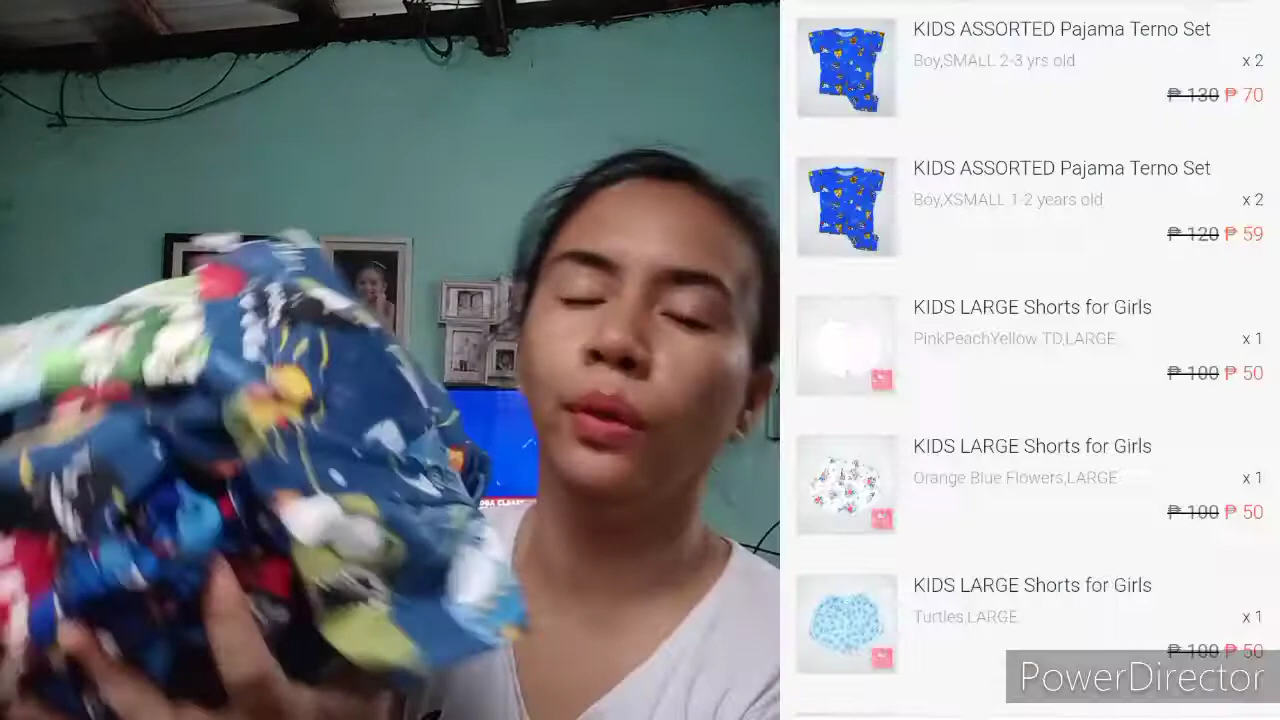 KIDS ASSORTED Pajama Terno Set
Boy,SMALL 2-3 yrs old
x 2
₱ 130 ₱ 70
KIDS ASSORTED Pajama Terno Set
Boy,XSMALL 1-2 years old
x 2
₱ 120 ₱ 59
KIDS LARGE Shorts for Girls
PinkPeachYellow TD,LARGE
x 1
₱ 100 ₱ 50
KIDS LARGE Shorts for Girls
Orange Blue Flowers,LARGE
x 1
₱ 100 ₱ 50
KIDS LARGE Shorts for Girls
Turtles,LARGE
x 1
₱ 100 ₱ 50
PowerDirector